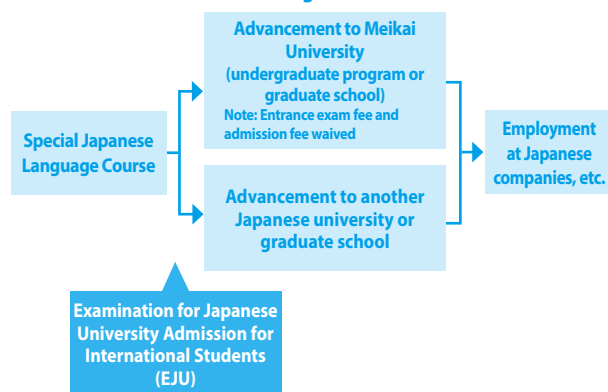 Advancement to Meikai
University
(undergraduate program or
graduate school)
Note: Entrance exam fee and
admission fee waived
Special Japanese
Language Course
Employment
at Japanese
companies, etc.
Advancement to another
Japanese university or
graduate school
Examination for Japanese
University Admission for
International Students
(EJU)